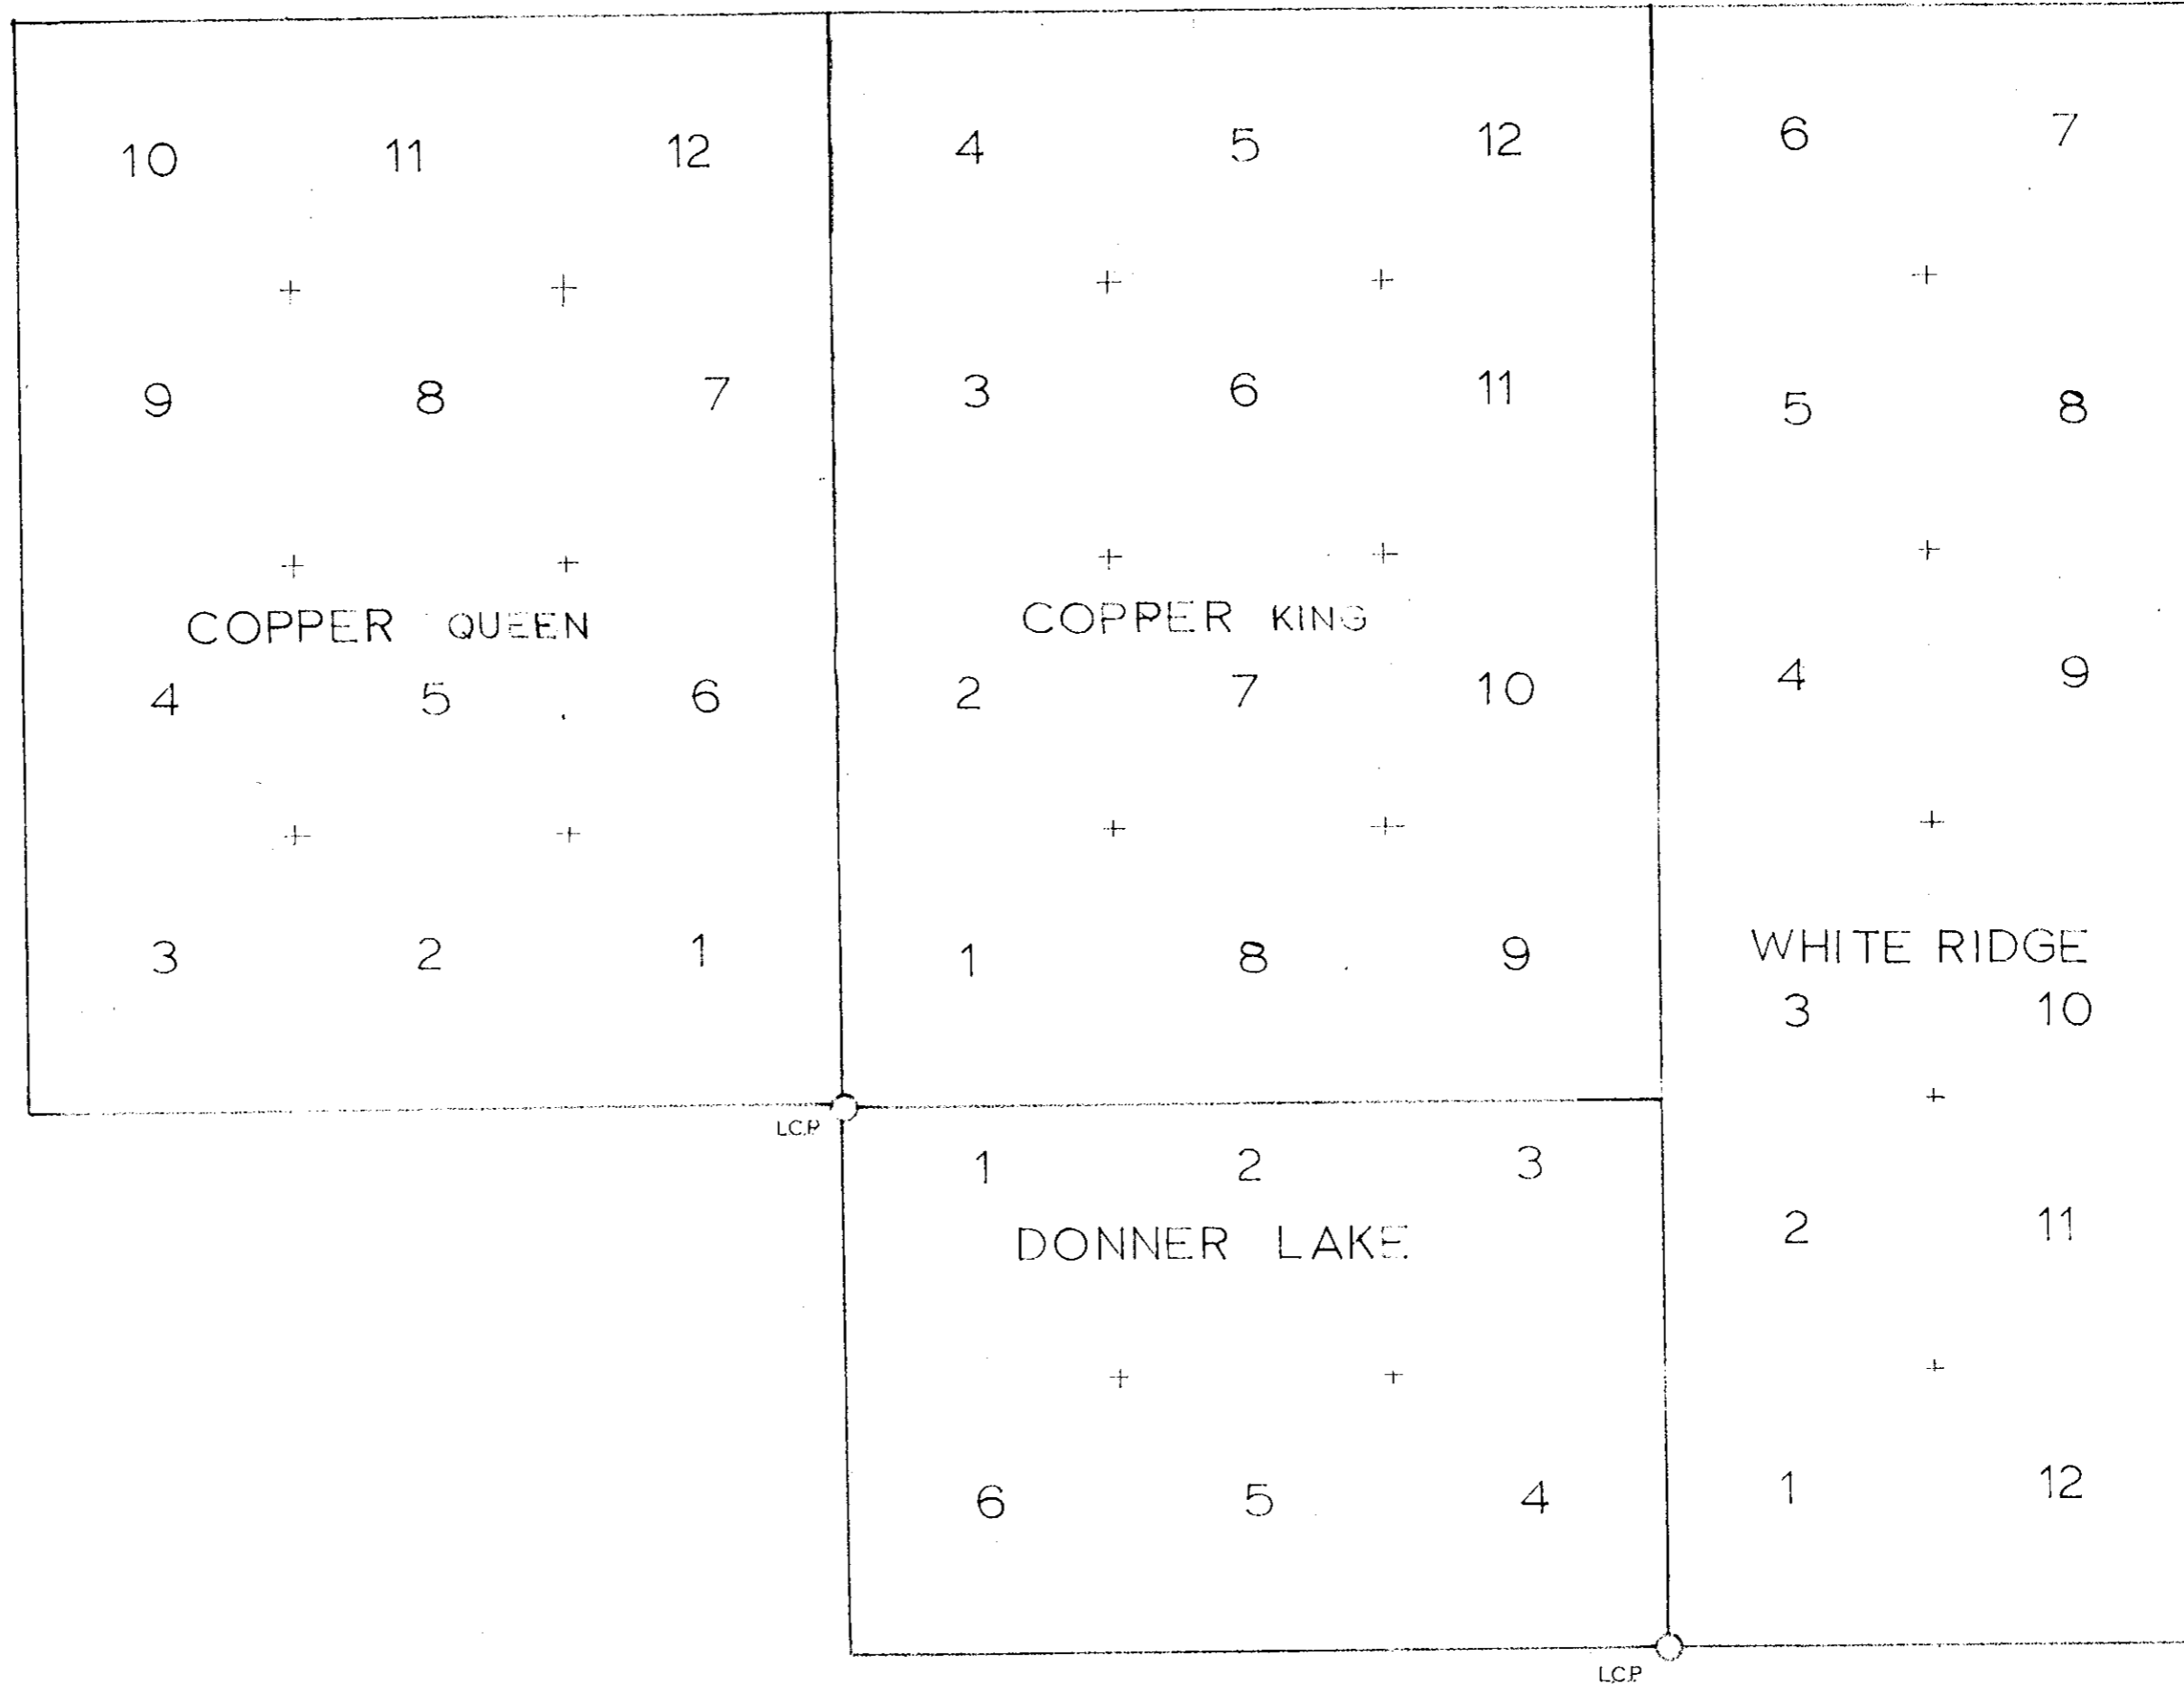 10 11 12
9 8 7
COPPER QUEEN
4 5 6
3 2 1
4 5 12
3 6 11
COPPER KING
2 7 10
1 8 9
L.C.P.
1 2 3
DONNER LAKE
6 5 4
6 7
5 8
4 9
WHITE RIDGE
3 10
2 11
1 12
L.C.P